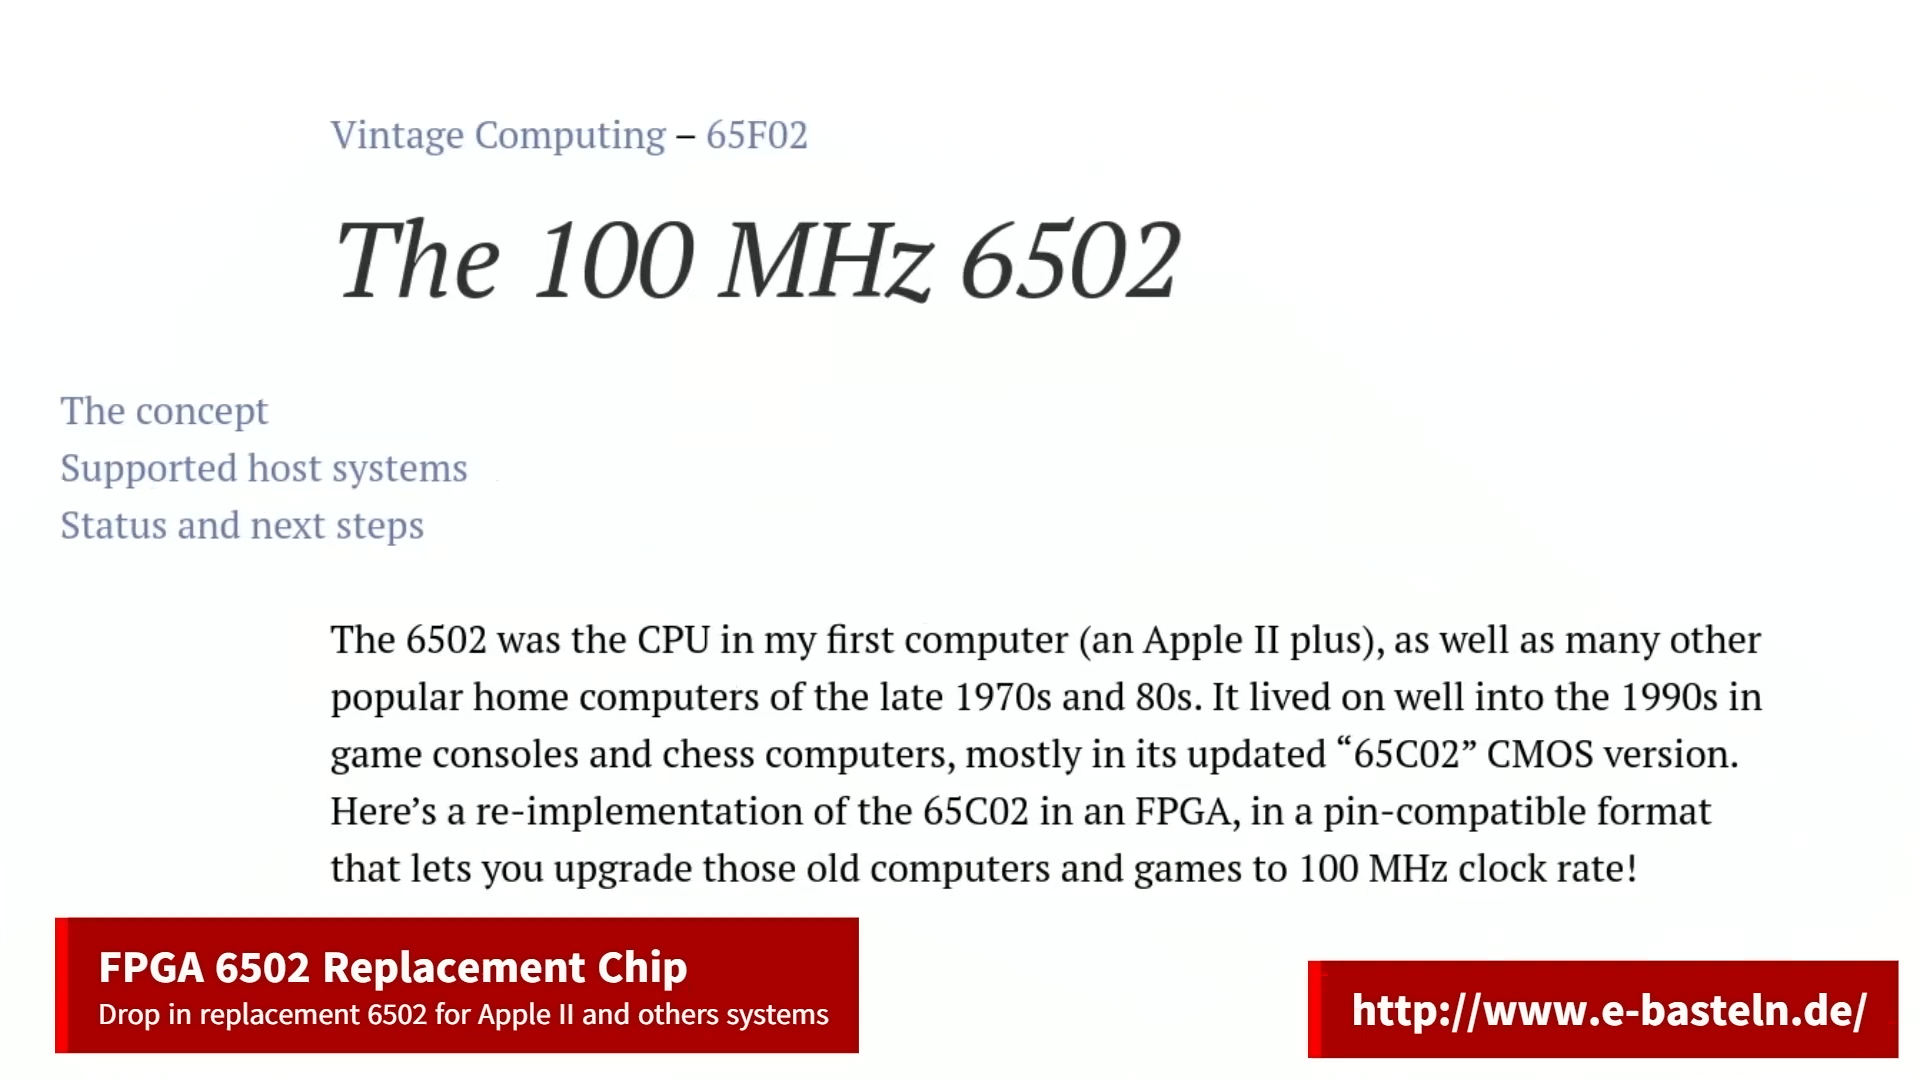 Vintage Computing – 65F02
The 100 MHz 6502
The concept
Supported host systems
Status and next steps
The 6502 was the CPU in my first computer (an Apple II plus), as well as many other
popular home computers of the late 1970s and 80s. It lived on well into the 1990s in
game consoles and chess computers, mostly in its updated “65C02” CMOS version.
Here’s a re-implementation of the 65C02 in an FPGA, in a pin-compatible format
that lets you upgrade those old computers and games to 100 MHz clock rate!
FPGA 6502 Replacement Chip
Drop in replacement 6502 for Apple II and others systems
http://www.e-basteln.de/